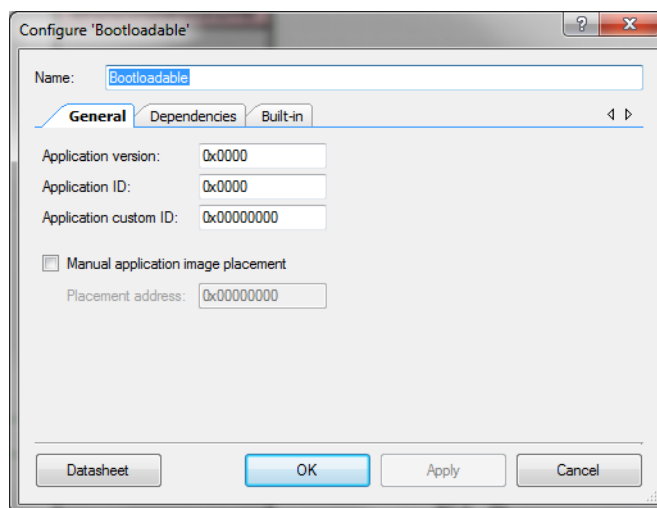 Configure 'Bootloadable'
Name: Bootloadable
General Dependencies Built-in
Application version: 0x0000
Application ID: 0x0000
Application custom ID: 0x00000000
Manual application image placement
Placement address: 0x00000000
Datasheet OK Apply Cancel